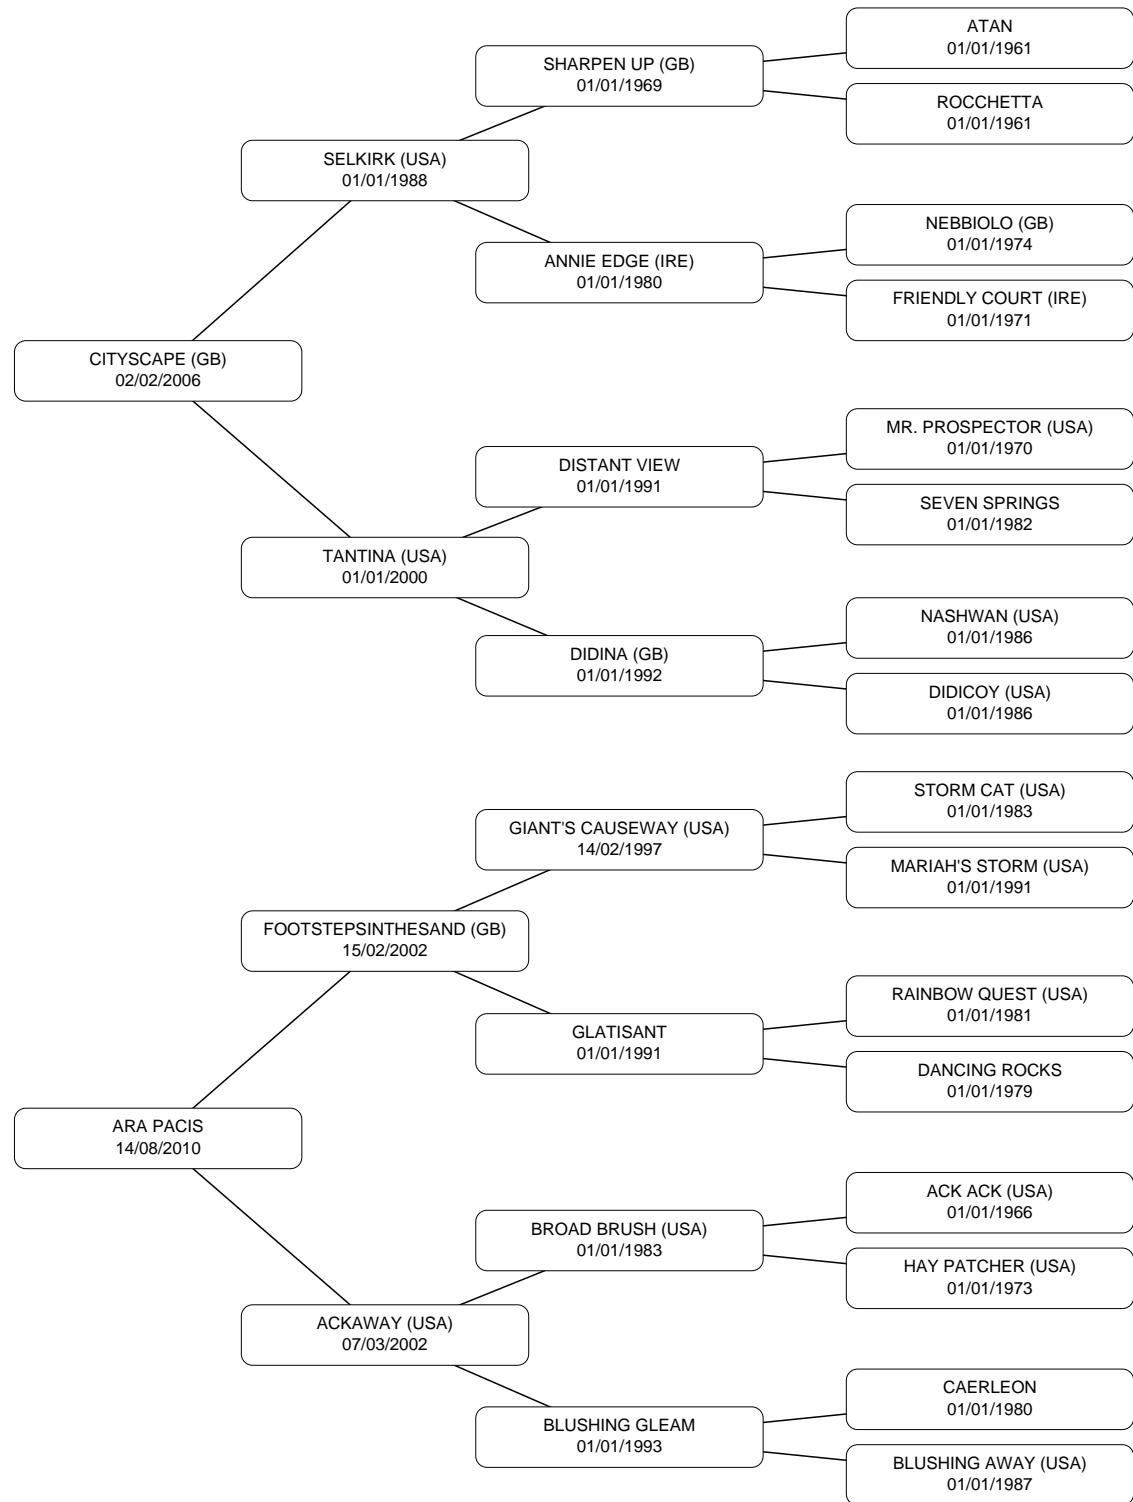 ATAN
01/01/1961
SHARPEN UP (GB)
01/01/1969
ROCCHETTA
01/01/1961
SELKIRK (USA)
01/01/1988
NEBBIOLO (GB)
01/01/1974
ANNIE EDGE (IRE)
01/01/1980
FRIENDLY COURT (IRE)
01/01/1971
CITYSCAPE (GB)
02/02/2006
MR. PROSPECTOR (USA)
01/01/1970
DISTANT VIEW
01/01/1991
SEVEN SPRINGS
01/01/1982
TANTINA (USA)
01/01/2000
NASHWAN (USA)
01/01/1986
DIDINA (GB)
01/01/1992
DIDICOY (USA)
01/01/1986
STORM CAT (USA)
01/01/1983
GIANT'S CAUSEWAY (USA)
14/02/1997
MARIAH'S STORM (USA)
01/01/1991
FOOTSTEPSINTHESAND (GB)
15/02/2002
RAINBOW QUEST (USA)
01/01/1981
GLATISANT
01/01/1991
DANCING ROCKS
01/01/1979
ARA PACIS
14/08/2010
ACK ACK (USA)
01/01/1966
BROAD BRUSH (USA)
01/01/1983
HAY PATCHER (USA)
01/01/1973
ACKAWAY (USA)
07/03/2002
CAERLEON
01/01/1980
BLUSHING GLEAM
01/01/1993
BLUSHING AWAY (USA)
01/01/1987